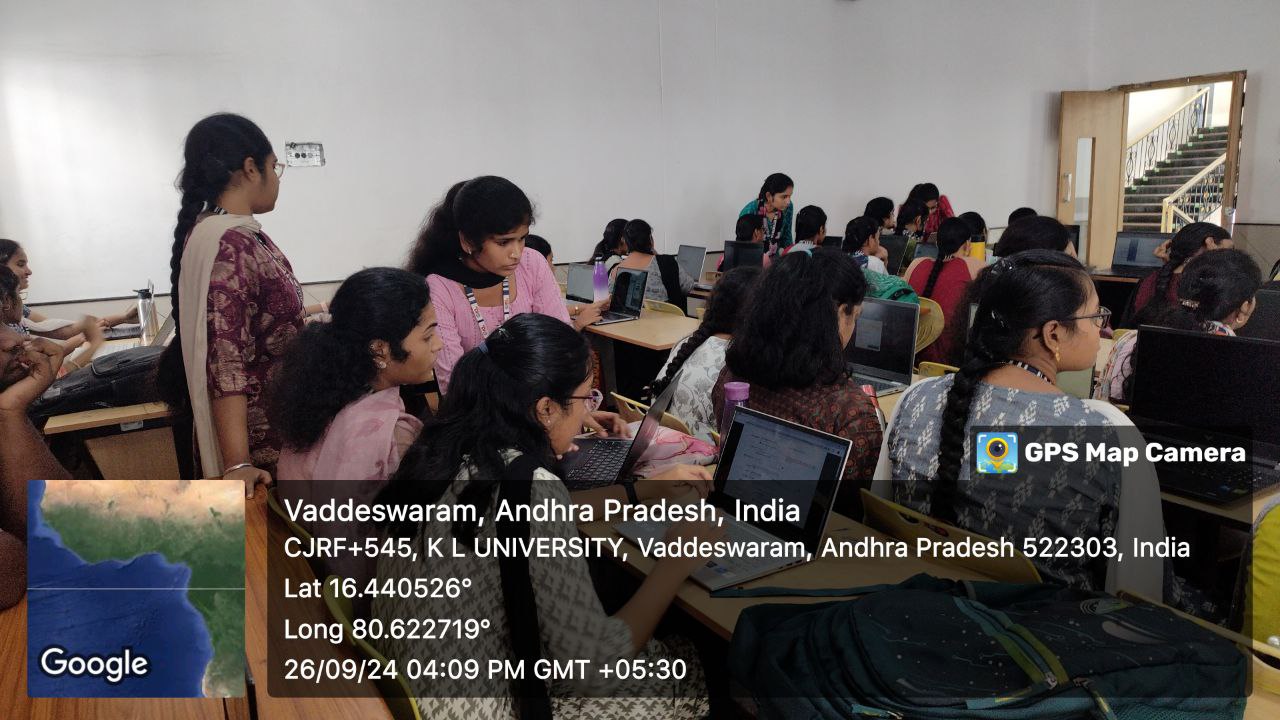 GPS Map Camera
Vaddeswaram, Andhra Pradesh, India
CJRF+545, K L UNIVERSITY, Vaddeswaram, Andhra Pradesh 522303, India
Lat 16.440526°
Long 80.622719°
26/09/24 04:09 PM GMT +05:30
Google